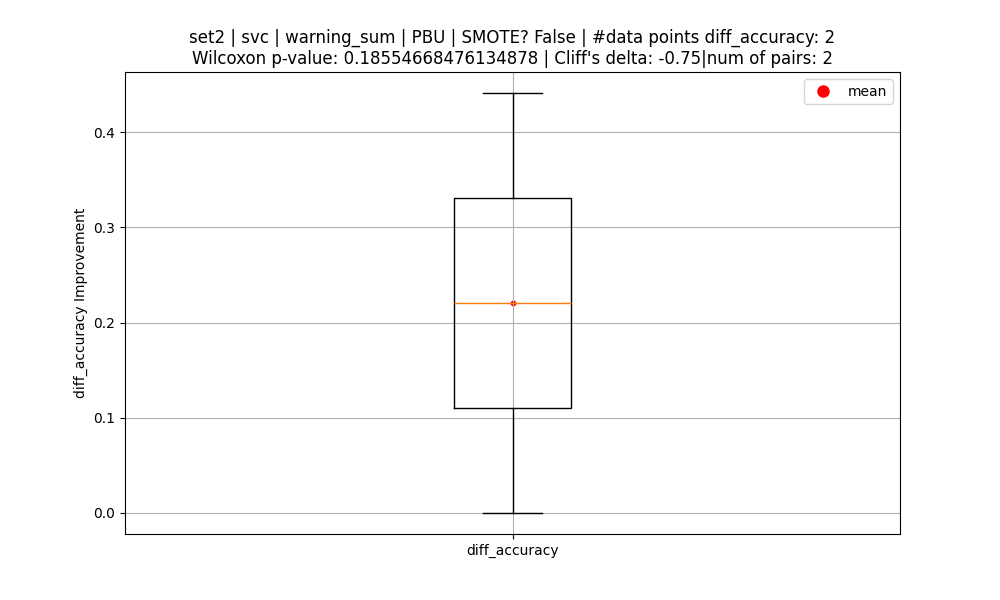 set2 | svc | warning_sum | PBU | SMOTE? False | #data points diff_accuracy: 2
Wilcoxon p-value: 0.18554668476134878 | Cliff's delta: -0.75|num of pairs: 2
mean
0.4
0.3
0.2
0.1
0.0
diff_accuracy Improvement
diff_accuracy